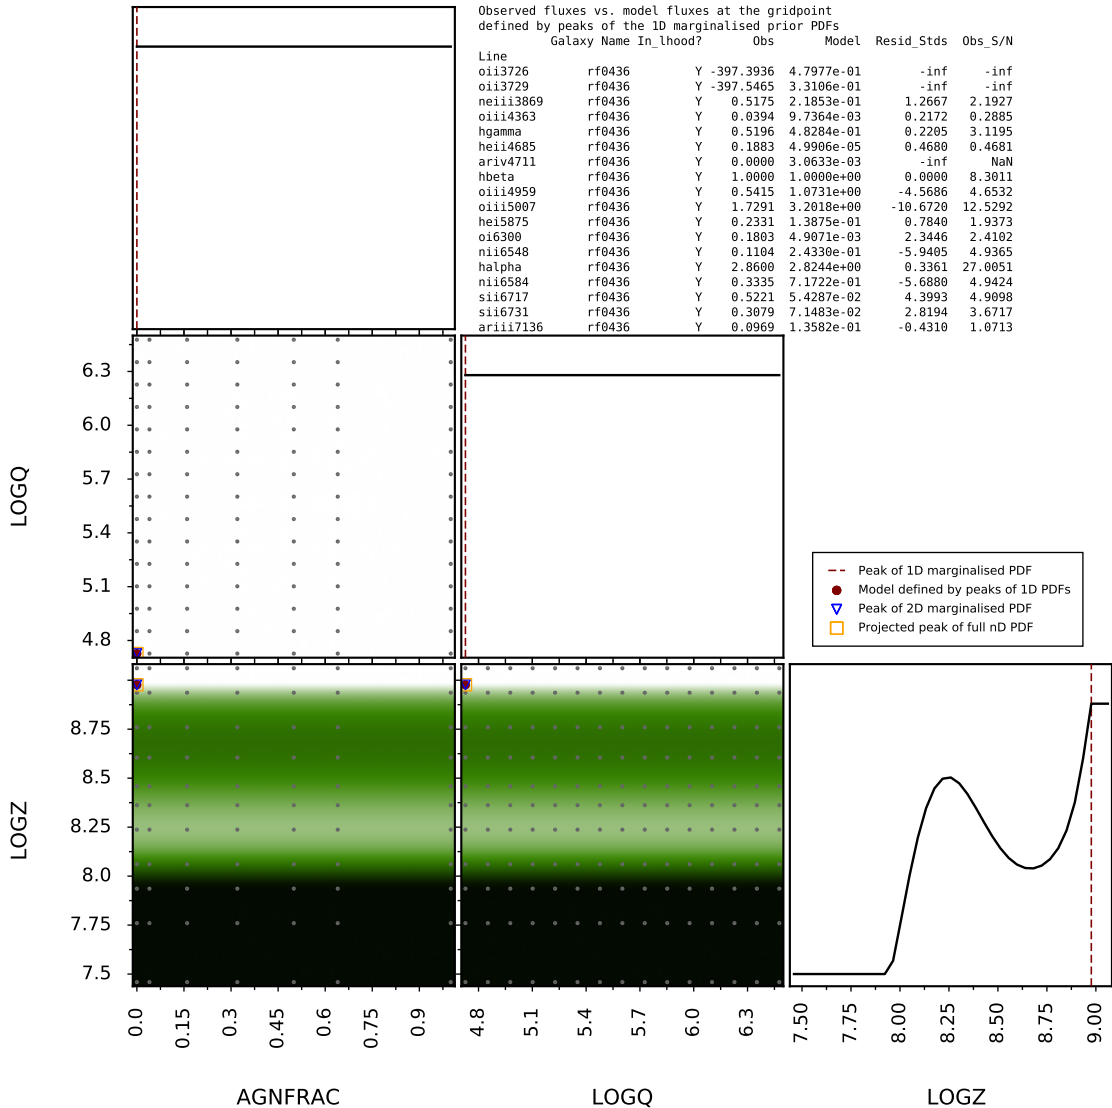 Observed fluxes vs. model fluxes at the gridpoint
defined by peaks of the 1D marginalised prior PDFs
Galaxy Name In_lhood? Obs Model Resid_Stds Obs_S/N
Line
oii3726 rf0436 Y -397.3936 4.7977e-01 -inf -inf
oii3729 rf0436 Y -397.5465 3.3106e-01 -inf -inf
neiii3869 rf0436 Y 0.5175 2.1853e-01 1.2667 2.1927
oiii4363 rf0436 Y 0.0394 9.7364e-03 0.2172 0.2885
hgamma rf0436 Y 0.5196 4.8284e-01 0.2205 3.1195
heii4685 rf0436 Y 0.1883 4.9906e-05 0.4680 0.4681
ariv4711 rf0436 Y 0.0000 3.0633e-03 -inf NaN
hbeta rf0436 Y 1.0000 1.0000e+00 0.0000 8.3011
oiii4959 rf0436 Y 0.5415 1.0731e+00 -4.5686 4.6532
oiii5007 rf0436 Y 1.7291 3.2018e+00 -10.6720 12.5292
hei5875 rf0436 Y 0.2331 1.3875e-01 0.7840 1.9373
oi6300 rf0436 Y 0.1803 4.9071e-03 2.3446 2.4102
nii6548 rf0436 Y 0.1104 2.4330e-01 -5.9405 4.9365
halpha rf0436 Y 2.8600 2.8244e+00 0.3361 27.0051
nii6584 rf0436 Y 0.3335 7.1722e-01 -5.6880 4.9424
sii6717 rf0436 Y 0.5221 5.4287e-02 4.3993 4.9098
sii6731 rf0436 Y 0.3079 7.1483e-02 2.8194 3.6717
ariii7136 rf0436 Y 0.0969 1.3582e-01 -0.4310 1.0713
LOGQ
6.3
6.0
5.7
5.4
5.1
4.8
Peak of 1D marginalised PDF
Model defined by peaks of 1D PDFs
Peak of 2D marginalised PDF
Projected peak of full nD PDF
LOGZ
8.75
8.5
8.25
8.0
7.75
7.5
0.0 0.15 0.3 0.45 0.6 0.75 0.9
4.8 5.1 5.4 5.7 6.0 6.3
7.50 7.75 8.00 8.25 8.50 8.75 9.00
AGNFRAC LOGQ LOGZ